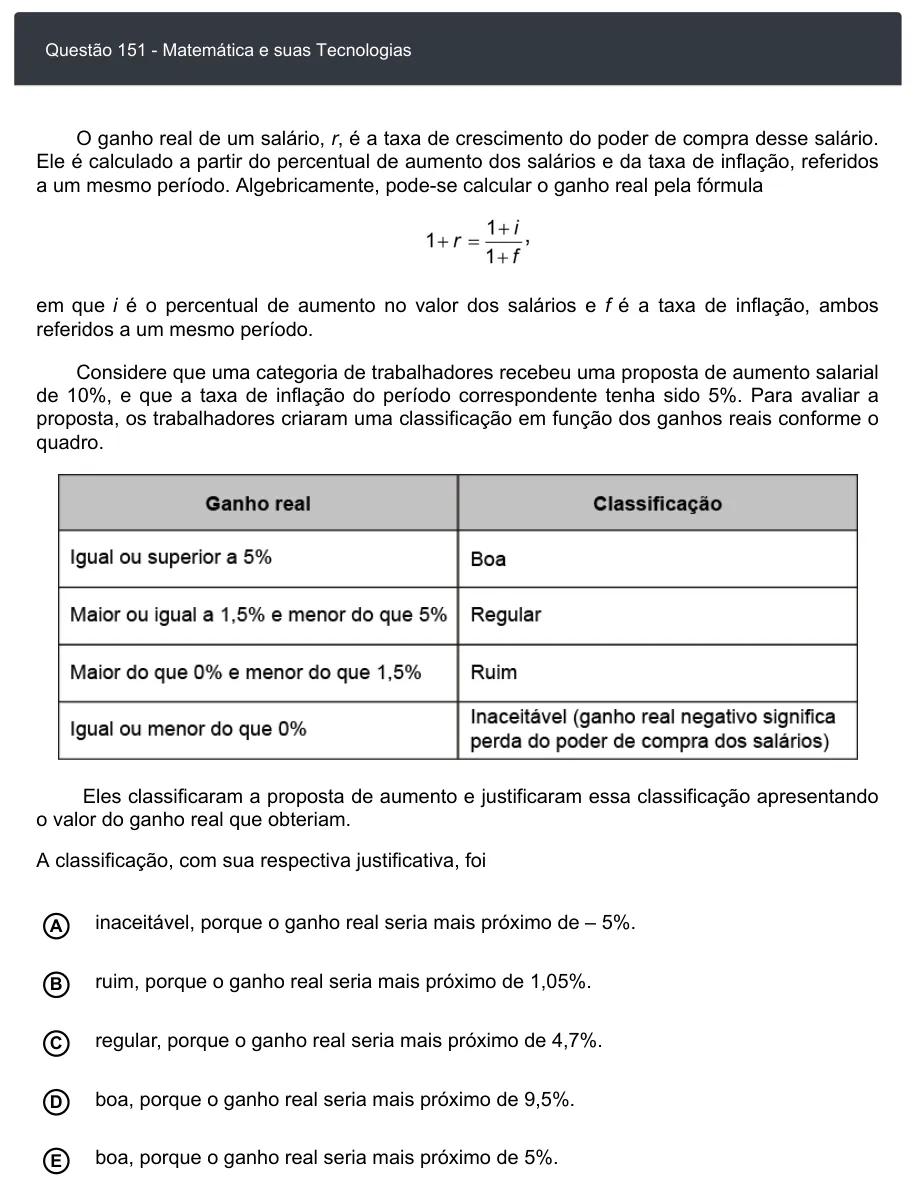 Questão 151 - Matemática e suas Tecnologias
O ganho real de um salário, r, é a taxa de crescimento do poder de compra desse salário.
Ele é calculado a partir do percentual de aumento dos salários e da taxa de inflação, referidos
a um mesmo período. Algebricamente, pode-se calcular o ganho real pela fórmula
1+ r = (1+ i)/(1+ f),
em que i é o percentual de aumento no valor dos salários e f é a taxa de inflação, ambos
referidos a um mesmo período.
Considere que uma categoria de trabalhadores recebeu uma proposta de aumento salarial
de 10%, e que a taxa de inflação do período correspondente tenha sido 5%. Para avaliar a
proposta, os trabalhadores criaram uma classificação em função dos ganhos reais conforme o
quadro.
Ganho real Classificação
Igual ou superior a 5% Boa
Maior ou igual a 1,5% e menor do que 5% Regular
Maior do que 0% e menor do que 1,5% Ruim
Igual ou menor do que 0% Inaceitável (ganho real negativo significa
perda do poder de compra dos salários)
Eles classificaram a proposta de aumento e justificaram essa classificação apresentando
o valor do ganho real que obteriam.
A classificação, com sua respectiva justificativa, foi
A inaceitável, porque o ganho real seria mais próximo de – 5%.
B ruim, porque o ganho real seria mais próximo de 1,05%.
C regular, porque o ganho real seria mais próximo de 4,7%.
D boa, porque o ganho real seria mais próximo de 9,5%.
E boa, porque o ganho real seria mais próximo de 5%.